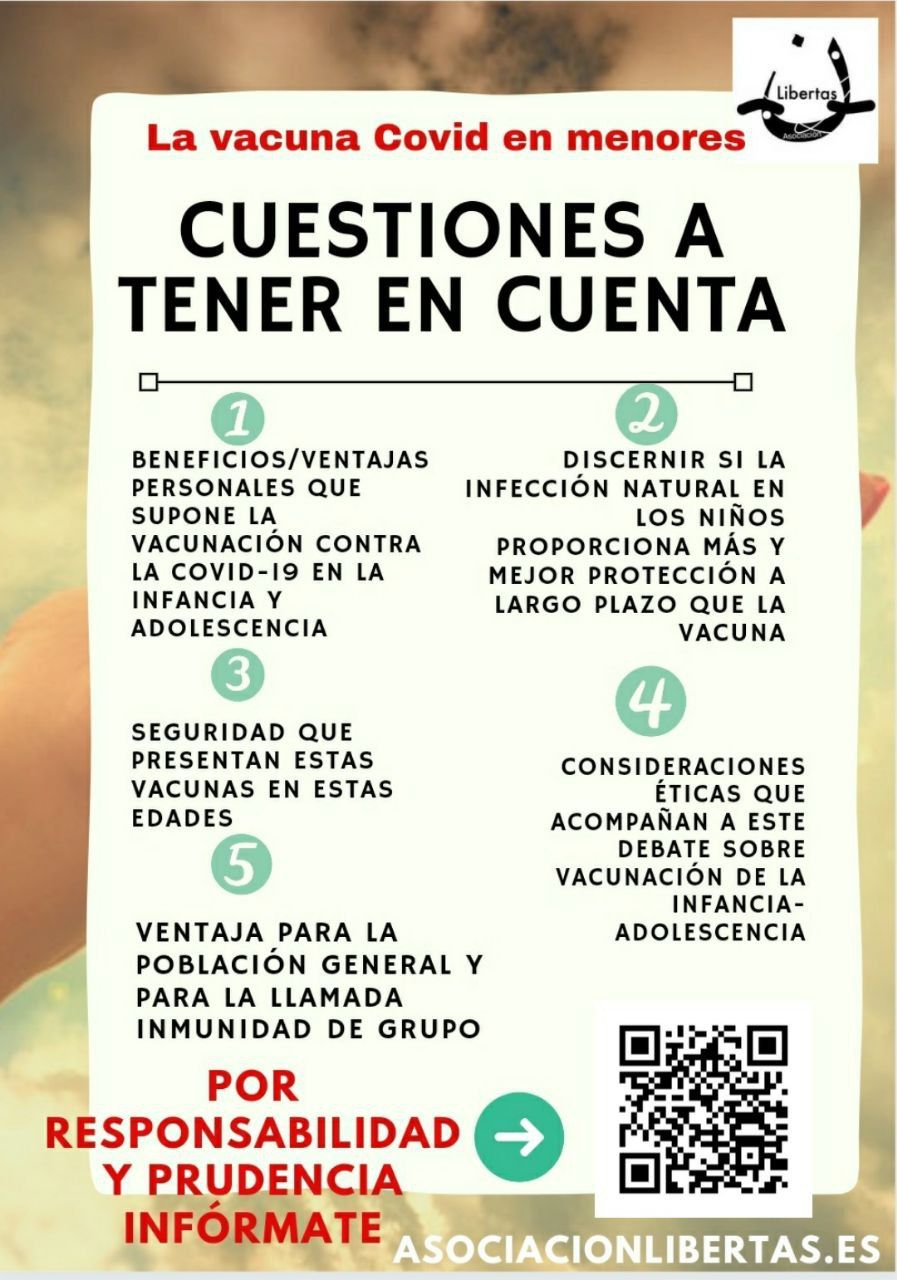 Libertas
Asociación
La vacuna Covid en menores
CUESTIONES A
TENER EN CUENTA
1
BENEFICIOS/VENTAJAS
PERSONALES QUE
SUPONE LA
VACUNACIÓN CONTRA
LA COVID-19 EN LA
INFANCIA Y
ADOLESCENCIA
2
DISCERNIR SI LA
INFECCIÓN NATURAL EN
LOS NIÑOS
PROPORCIONA MÁS Y
MEJOR PROTECCIÓN A
LARGO PLAZO QUE LA
VACUNA
3
SEGURIDAD QUE
PRESENTAN ESTAS
VACUNAS EN ESTAS
EDADES
4
CONSIDERACIONES
ÉTICAS QUE
ACOMPAÑAN A ESTE
DEBATE SOBRE
VACUNACIÓN DE LA
INFANCIA-
ADOLESCENCIA
5
VENTAJA PARA LA
POBLACIÓN GENERAL Y
PARA LA LLAMADA
INMUNIDAD DE GRUPO
POR
RESPONSABILIDAD
Y PRUDENCIA
INFÓRMATE
ASOCIACIONLIBERTAS.ES